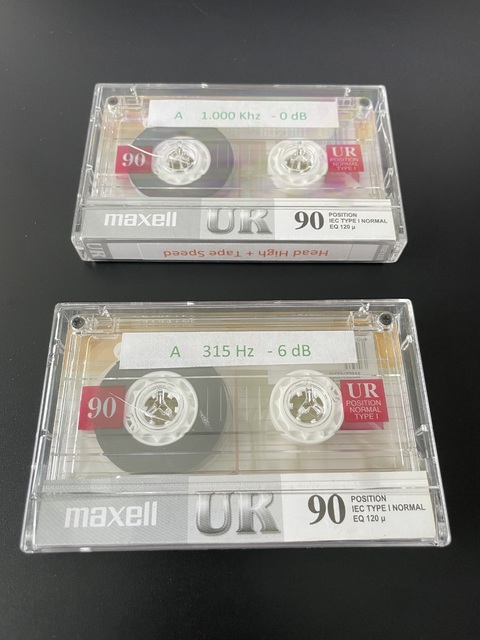 A 1.000 Khz - 0 dB
90
UR
POSITION
NORMAL
TYPE I
maxell
UR
90
POSITION
IEC TYPE I NORMAL
EQ 120 µ
UR
Head High + Tape Speed
A 315 Hz - 6 dB
90
UR
POSITION
NORMAL
TYPE I
maxell
UR
90
POSITION
IEC TYPE I NORMAL
EQ 120 µ